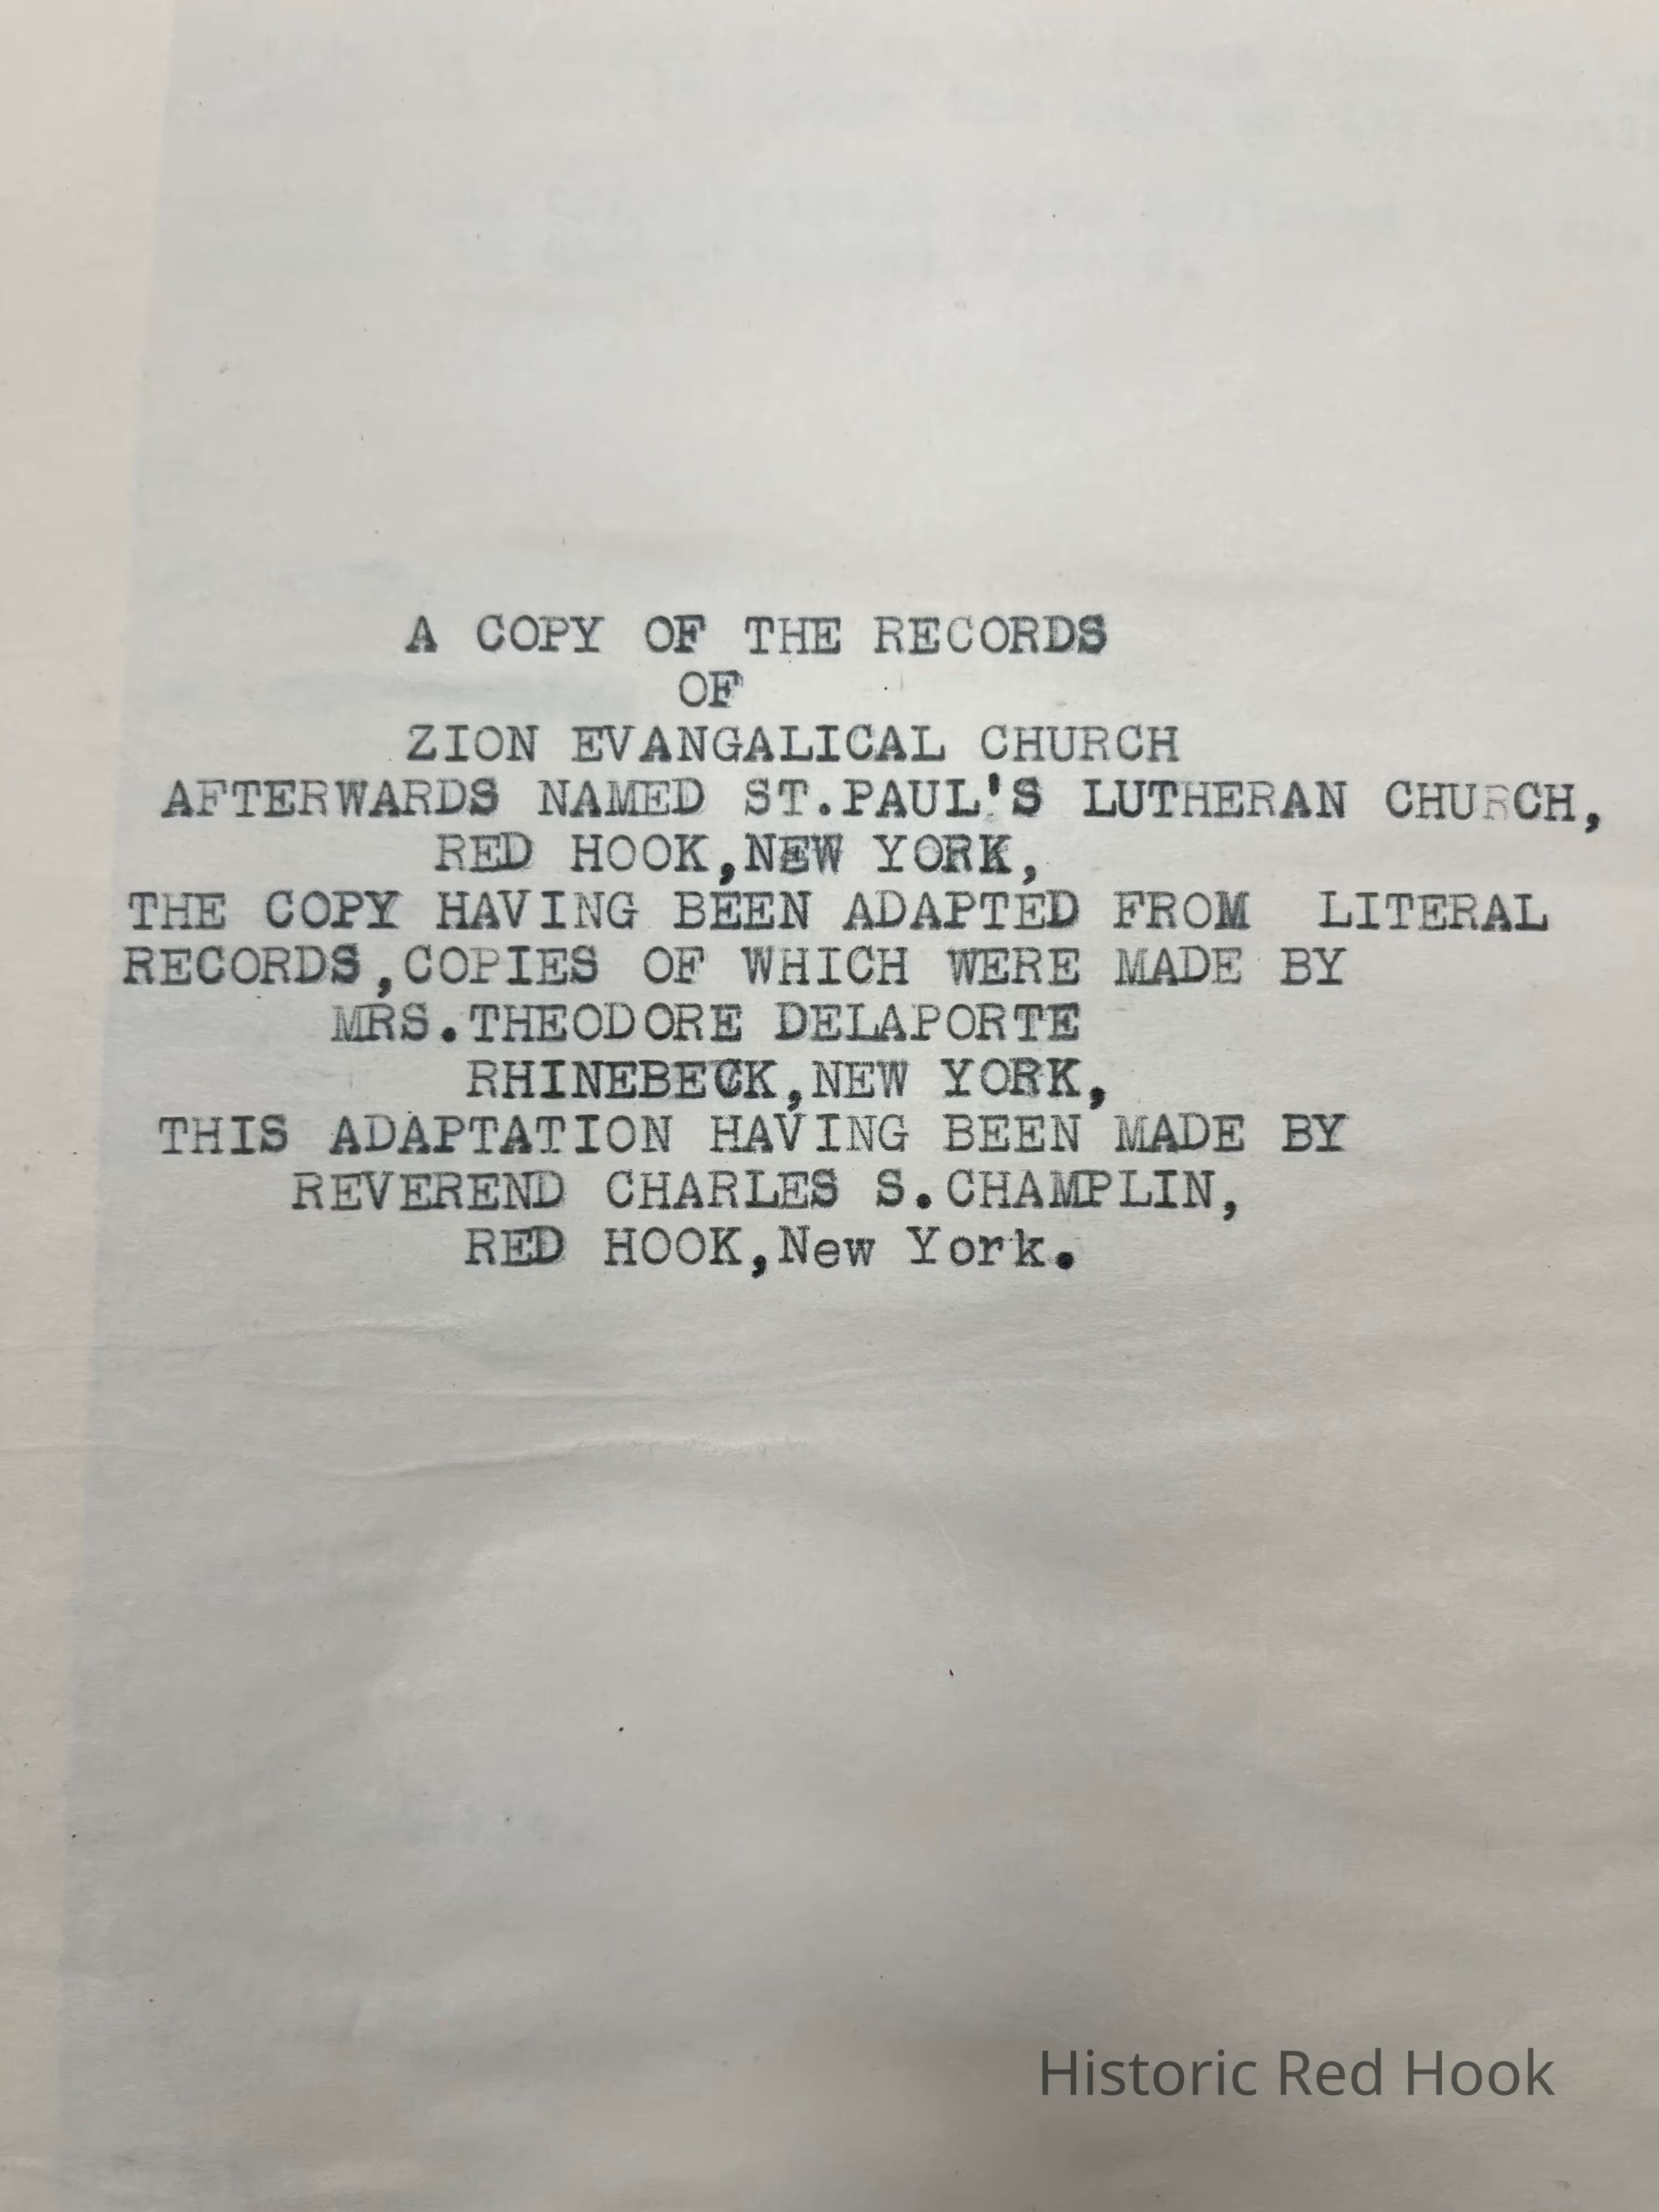 A COPY OF THE RECORDS
OF
ZION EVANGALICAL CHURCH
AFTERWARDS NAMED ST.PAUL'S LUTHERAN CHURCH,
RED HOOK,NEW YORK,
THE COPY HAVING BEEN ADAPTED FROM LITERAL
RECORDS,COPIES OF WHICH WERE MADE BY
MRS.THEODORE DELAPORTE
RHINEBECK,NEW YORK,
THIS ADAPTATION HAVING BEEN MADE BY
REVEREND CHARLES S.CHAMPLIN,
RED HOOK,New York.
Historic Red Hook